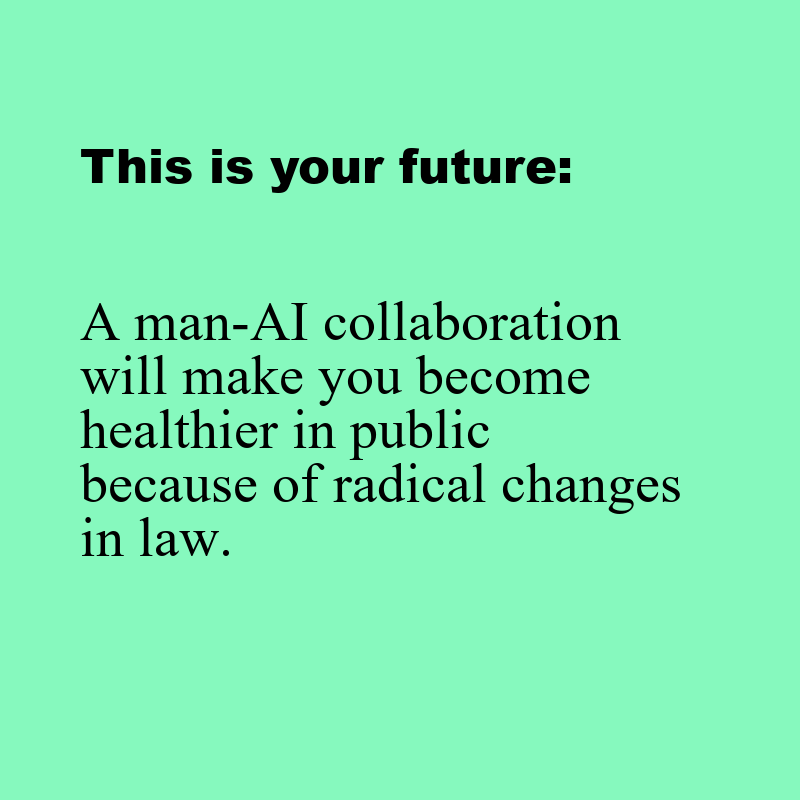 This is your future:
A man-AI collaboration
will make you become
healthier in public
because of radical changes
in law.